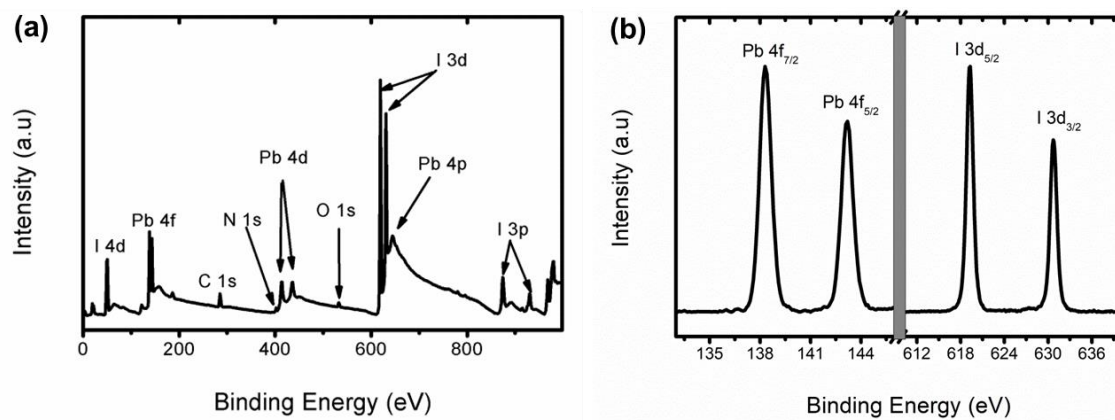 (a)
I 3d
Pb 4d
Pb 4p
N 1s
O 1s
Pb 4f
I 4d
C 1s
I 3p
Intensity (a.u)
0 200 400 600 800
Binding Energy (eV)
(b)
Pb 4f7/2
I 3d5/2
Pb 4f5/2
I 3d3/2
Intensity (a.u)
135 138 141 144 612 618 624 630 636
Binding Energy (eV)